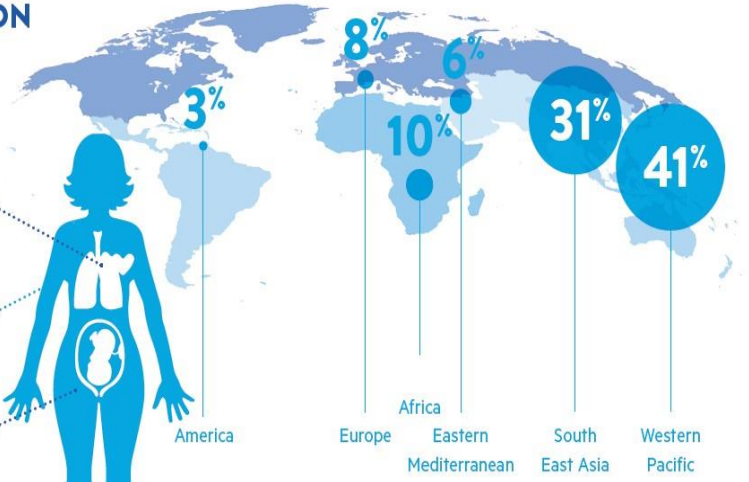 ON
8%
6%
3%
10%
31%
41%
Africa
America
Europe
Eastern
Mediterranean
South
East Asia
Western
Pacific